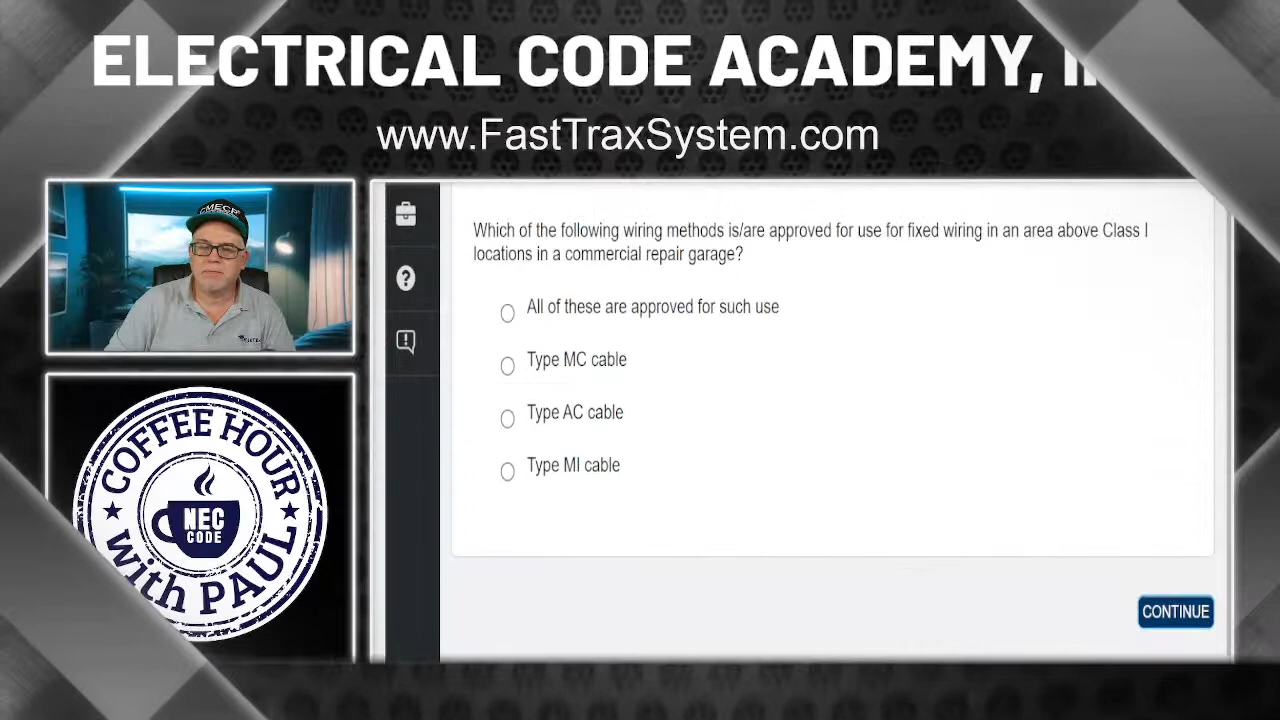 ELECTRICAL CODE ACADEMY,
www.FastTraxSystem.com
CMECP
Which of the following wiring methods is/are approved for use for fixed wiring in an area above Class I
locations in a commercial repair garage?
All of these are approved for such use
Type MC cable
Type AC cable
Type MI cable
CONTINUE
COFFEE HOUR
NEC
CODE
with PAUL